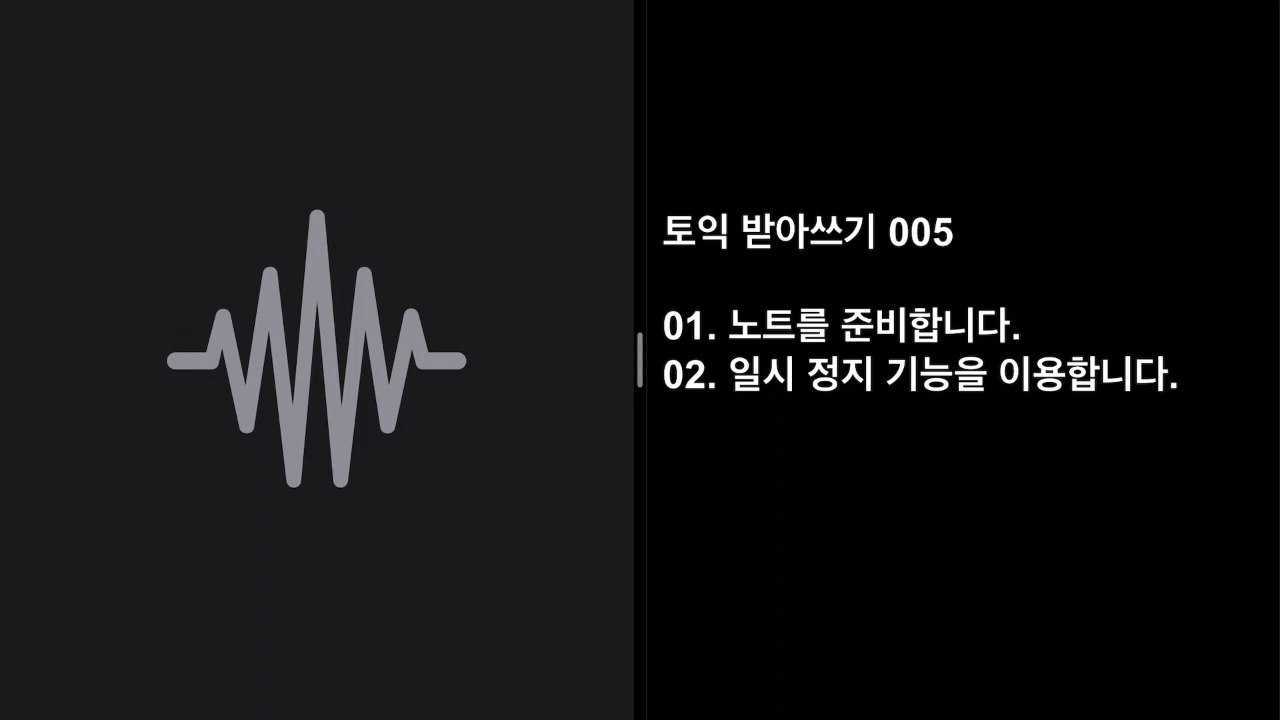 토익 받아쓰기 005
01. 노트를 준비합니다.
02. 일시 정지 기능을 이용합니다.